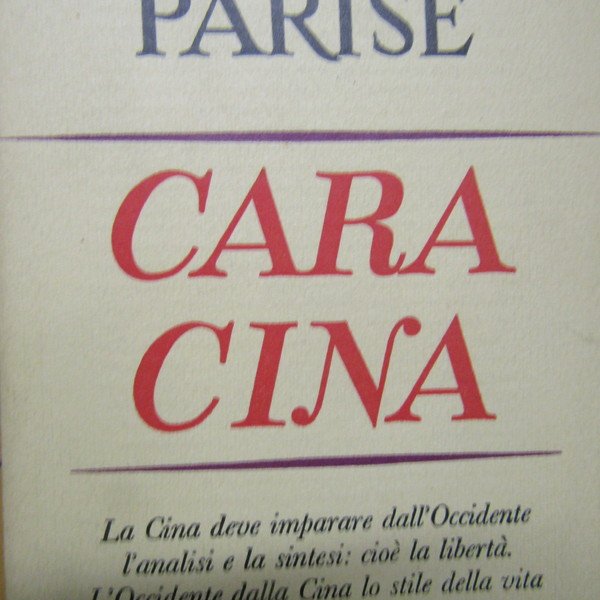 PARISE
CARA
CINA
La Cina deve imparare dall'Occidente
l'analisi e la sintesi: cioè la libertà.
L'Occidente dalla Cina lo stile della vita